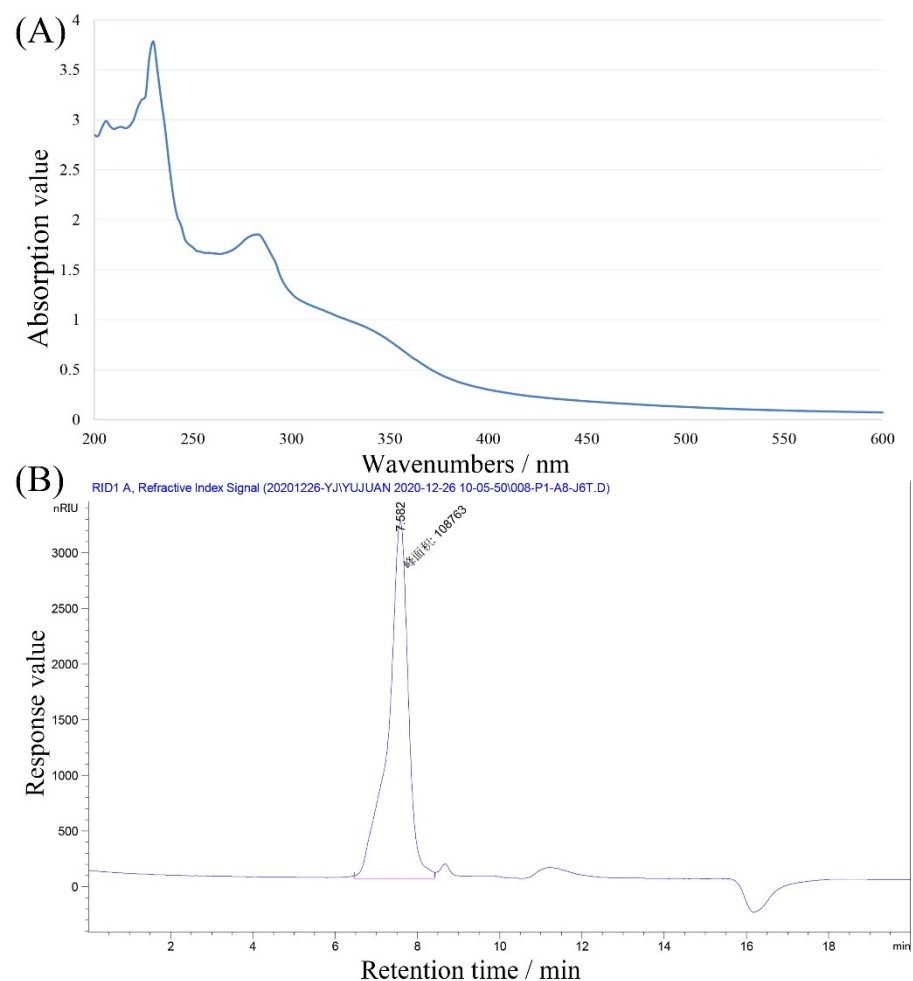 (A)
Absorption value
4
3.5
3
2.5
2
1.5
1
0.5
0
200 250 300 350 400 450 500 550 600
Wavenumbers / nm
(B)
RID1 A, Refractive Index Signal (20201226-YJ\YUJUAN 2020-12-26 10-05-50\008-P1-A8-J6T.D)
nRIU
7.582
峰面积: 108763
Response value
3000
2500
2000
1500
1000
500
0
2 4 6 8 10 12 14 16 18 min
Retention time / min